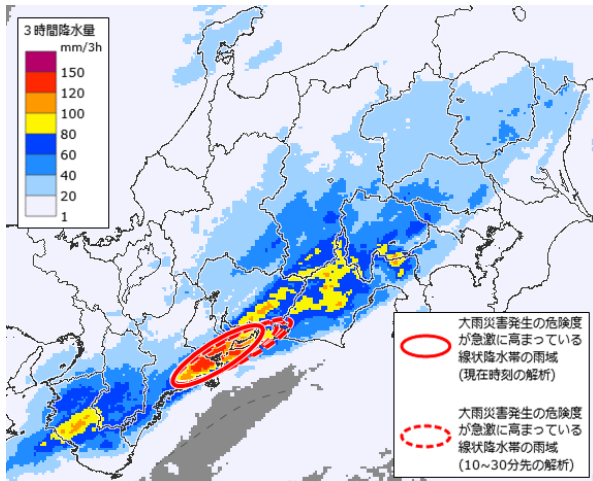 3時間降水量
mm/3h
150
120
100
80
60
40
20
1
大雨災害発生の危険度
が急激に高まっている
線状降水帯の雨域
(現在時刻の解析)
大雨災害発生の危険度
が急激に高まっている
線状降水帯の雨域
(10~30分先の解析)